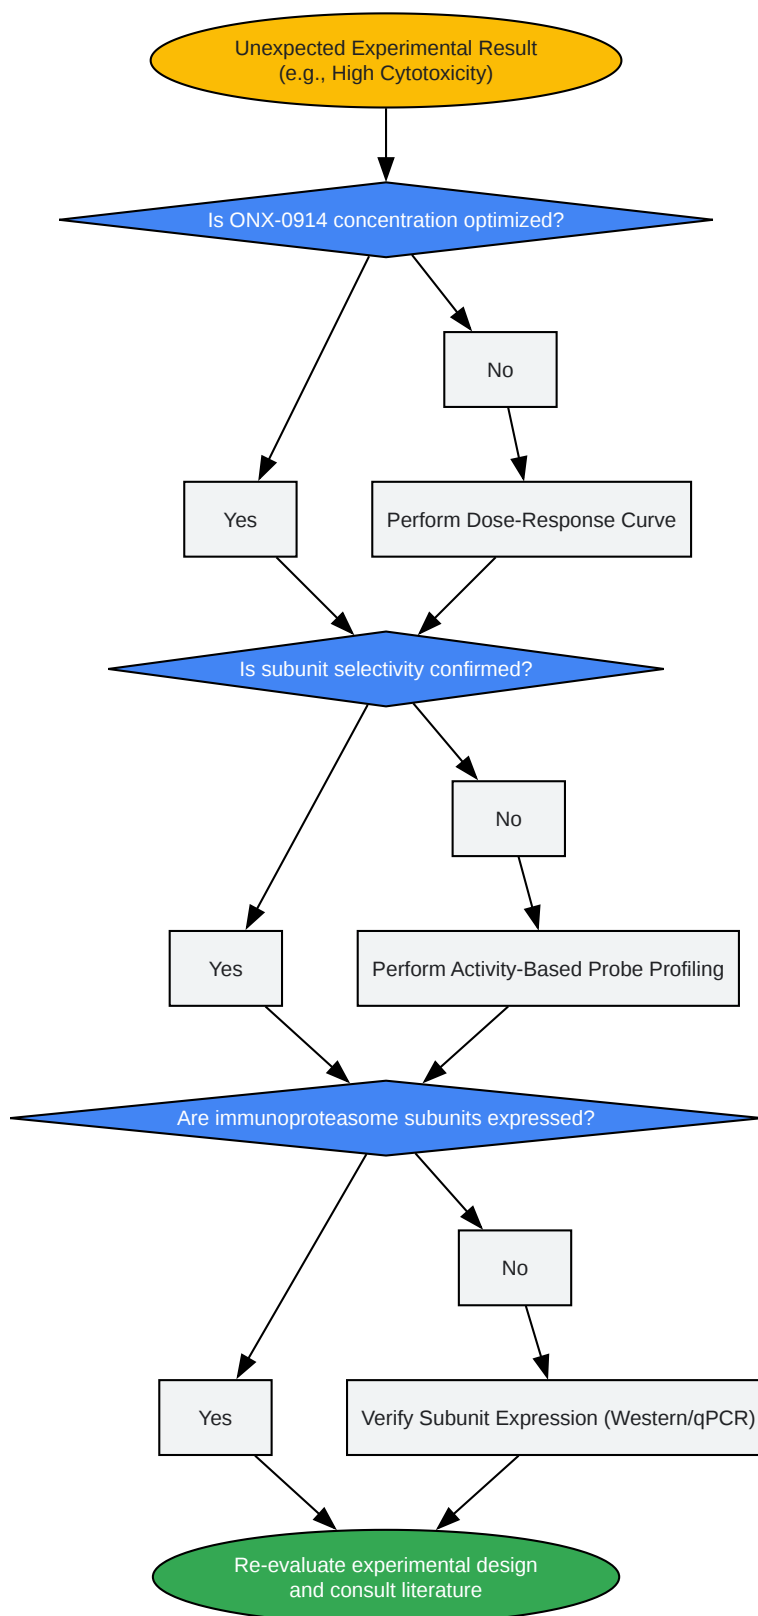 Unexpected Experimental Result
(e.g., High Cytotoxicity)
Is ONX-0914 concentration optimized?
No
Yes
Perform Dose-Response Curve
Is subunit selectivity confirmed?
No
Yes
Perform Activity-Based Probe Profiling
Are immunoproteasome subunits expressed?
No
Yes
Verify Subunit Expression (Western/qPCR)
Re-evaluate experimental design
and consult literature